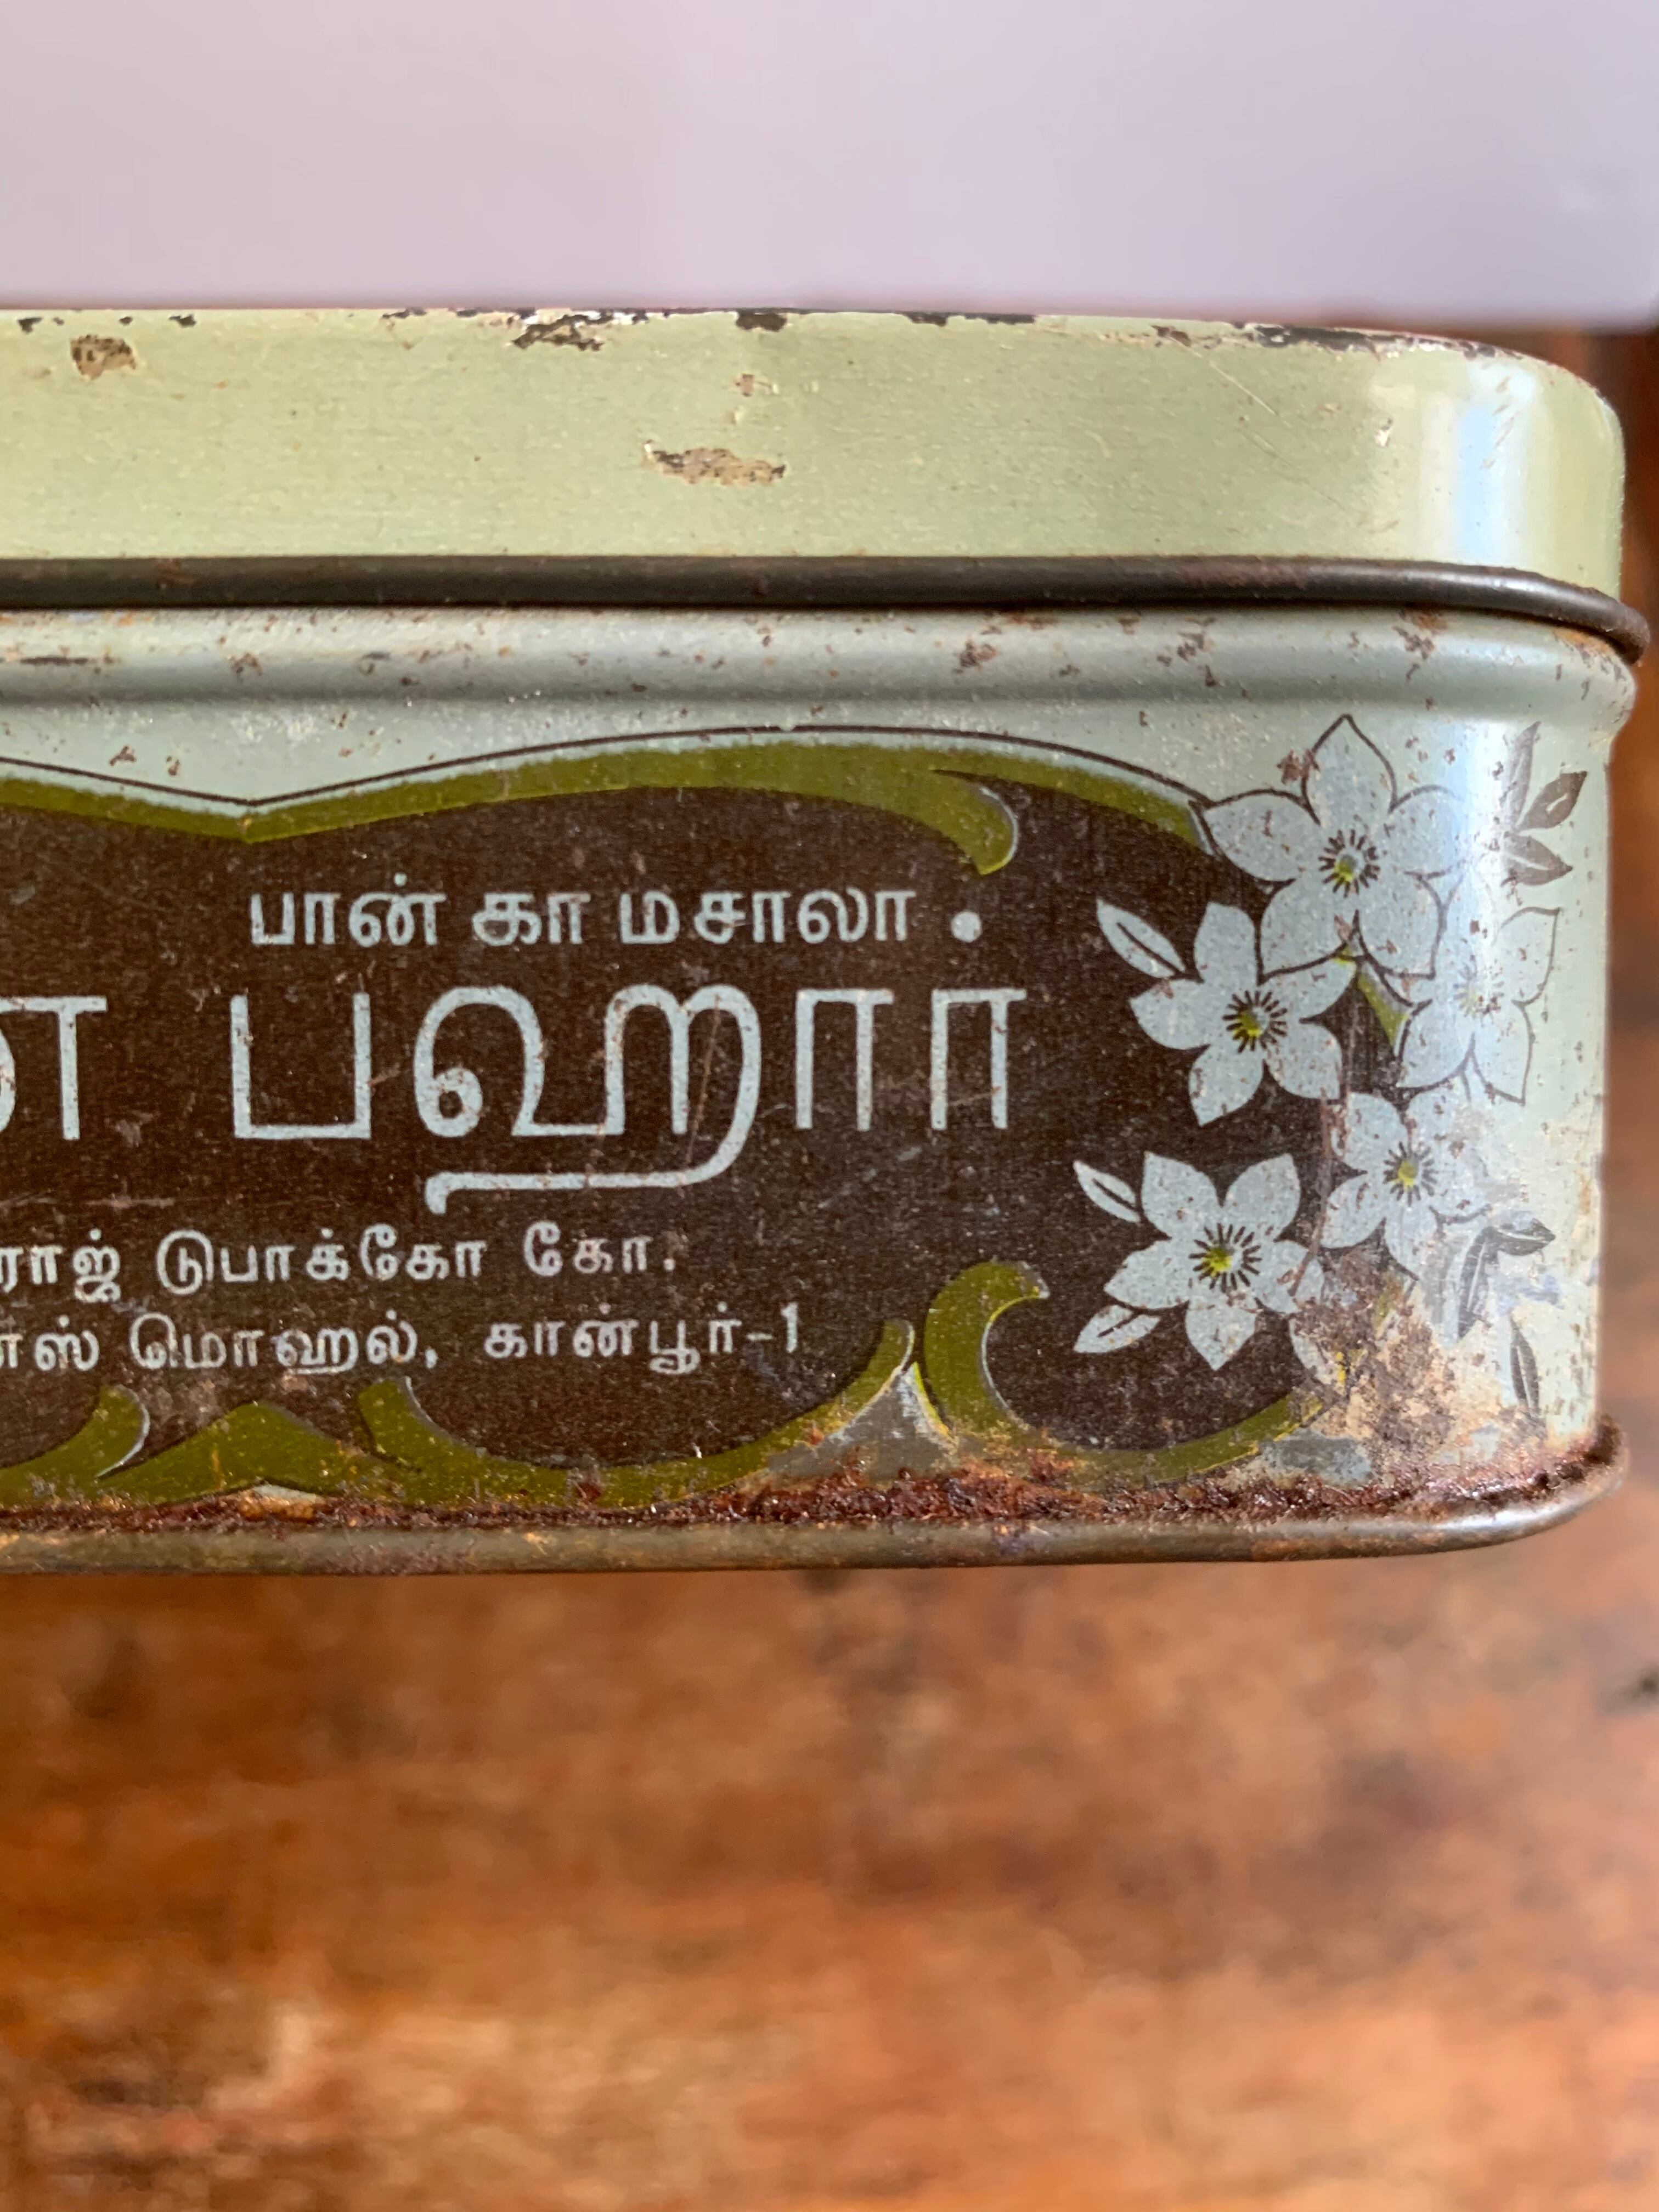 பான் கா மசாலா.
பஹார
ராஜ் டுபாக்கோ கோ.
மொஹல், கான்பூர்-1